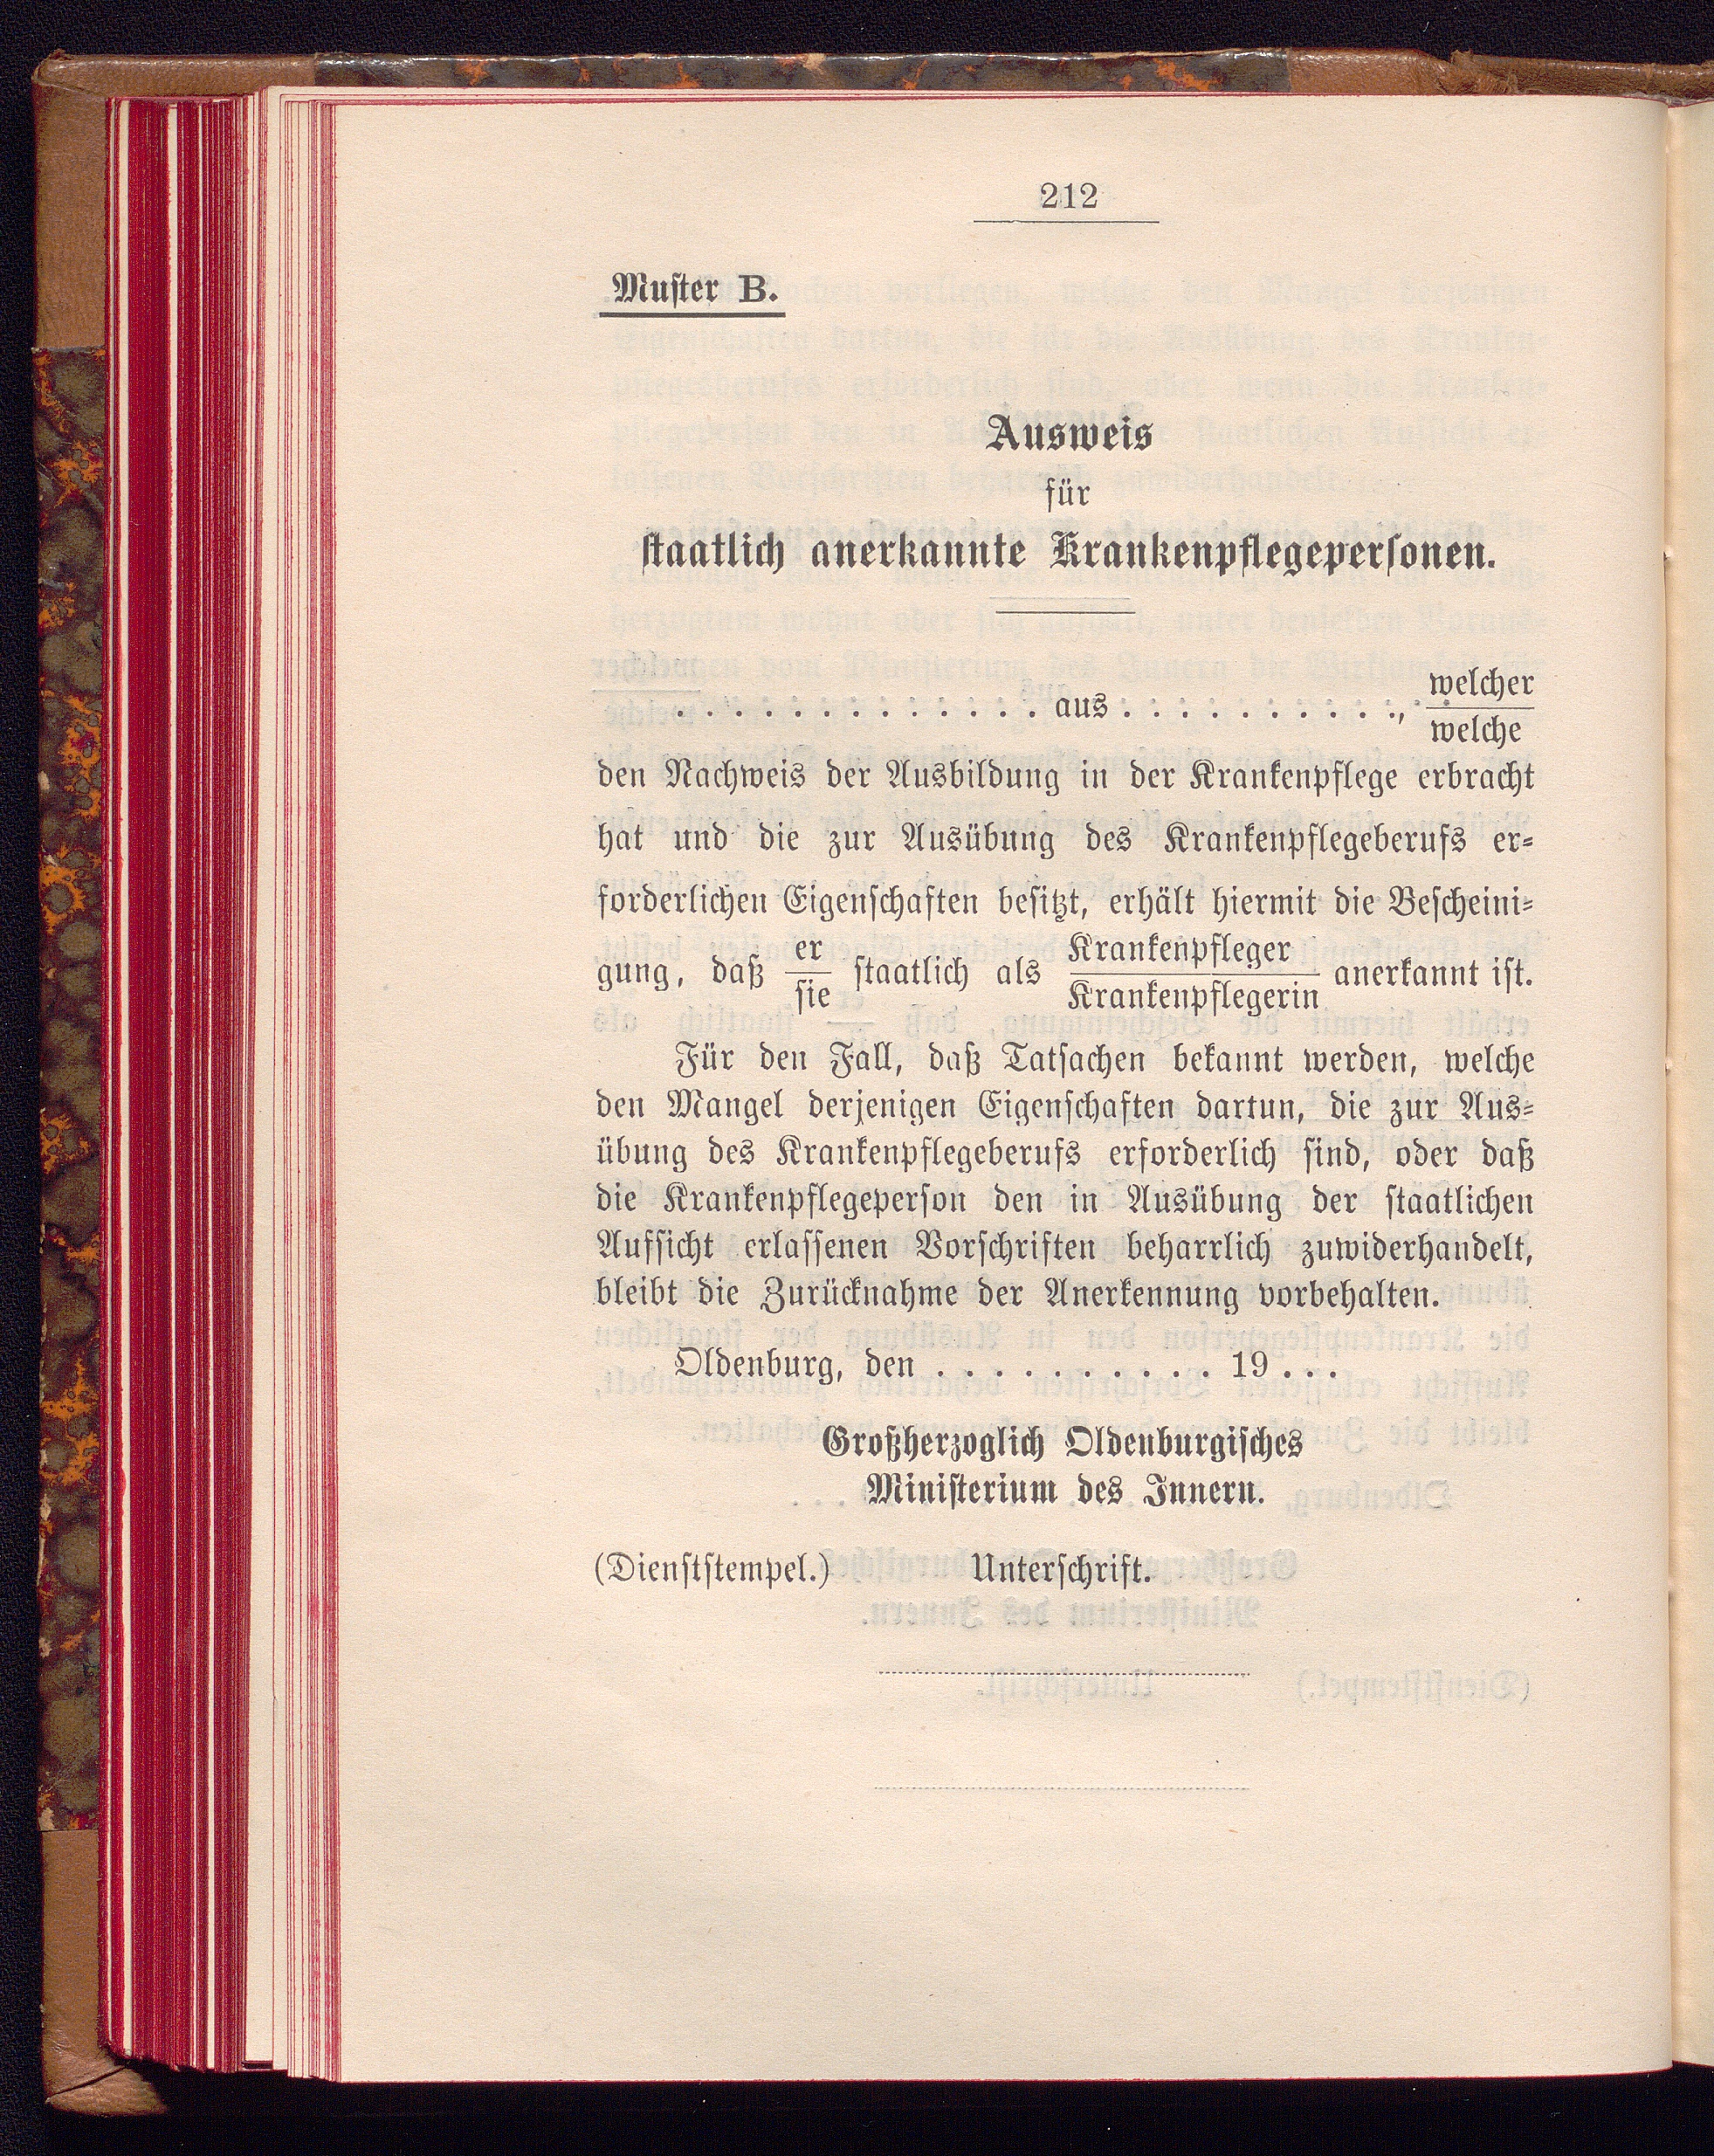 212
Muster B.
Ausweis
für
staatlich anerkannte Krankenpflegepersonen.
. . . . . . . . . . . . . aus . . . . . . . . . ., welcher
welche
den Nachweis der Ausbildung in der Krankenpflege erbracht
hat und die zur Ausübung des Krankenpflegeberufs er-
forderlichen Eigenschaften besitzt, erhält hiermit die Bescheini-
gung, daß er/sie staatlich als Krankenpfleger/Krankenpflegerin anerkannt ist.
Für den Fall, daß Tatsachen bekannt werden, welche
den Mangel derjenigen Eigenschaften dartun, die zur Aus-
übung des Krankenpflegeberufs erforderlich sind, oder daß
die Krankenpflegeperson den in Ausübung der staatlichen
Aufsicht erlassenen Vorschriften beharrlich zuwiderhandelt,
bleibt die Zurücknahme der Anerkennung vorbehalten.
Oldenburg, den . . . . . . . . . . 19 . . .
Großherzoglich Oldenburgisches
Ministerium des Innern.
(Dienststempel.) Unterschrift.